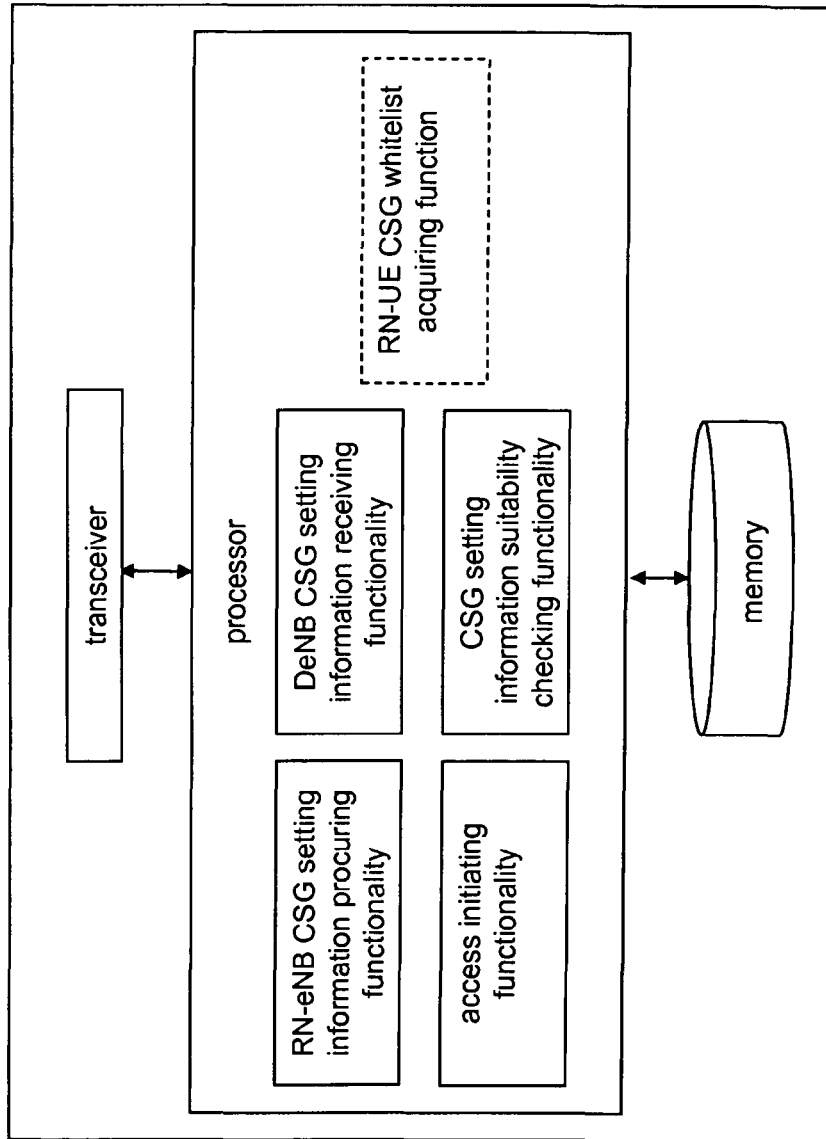 transceiver
processor
RN-eNB CSG setting
information procuring
functionality
DeNB CSG setting
information receiving
functionality
RN-UE CSG whitelist
acquiring function
access initiating
functionality
CSG setting
information suitability
checking functionality
memory